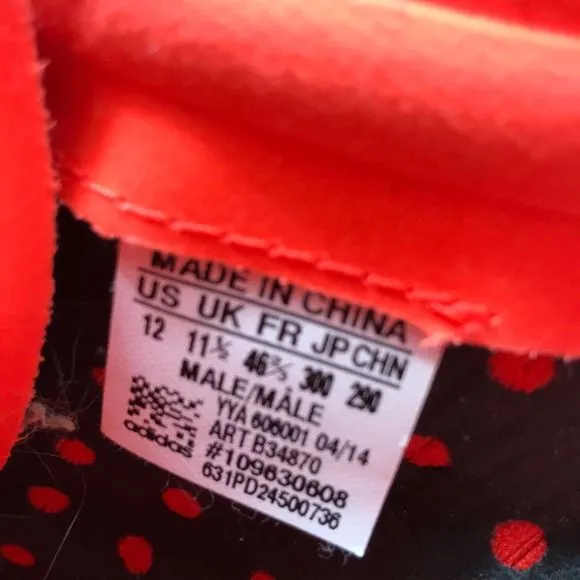 MADE IN CHINA
US UK FR JP CHN
12 11½ 46⅔ 300 290
MALE/MÂLE
YYA 606001 04/14
ART B34870
#109630608
adidas
631PD24500736